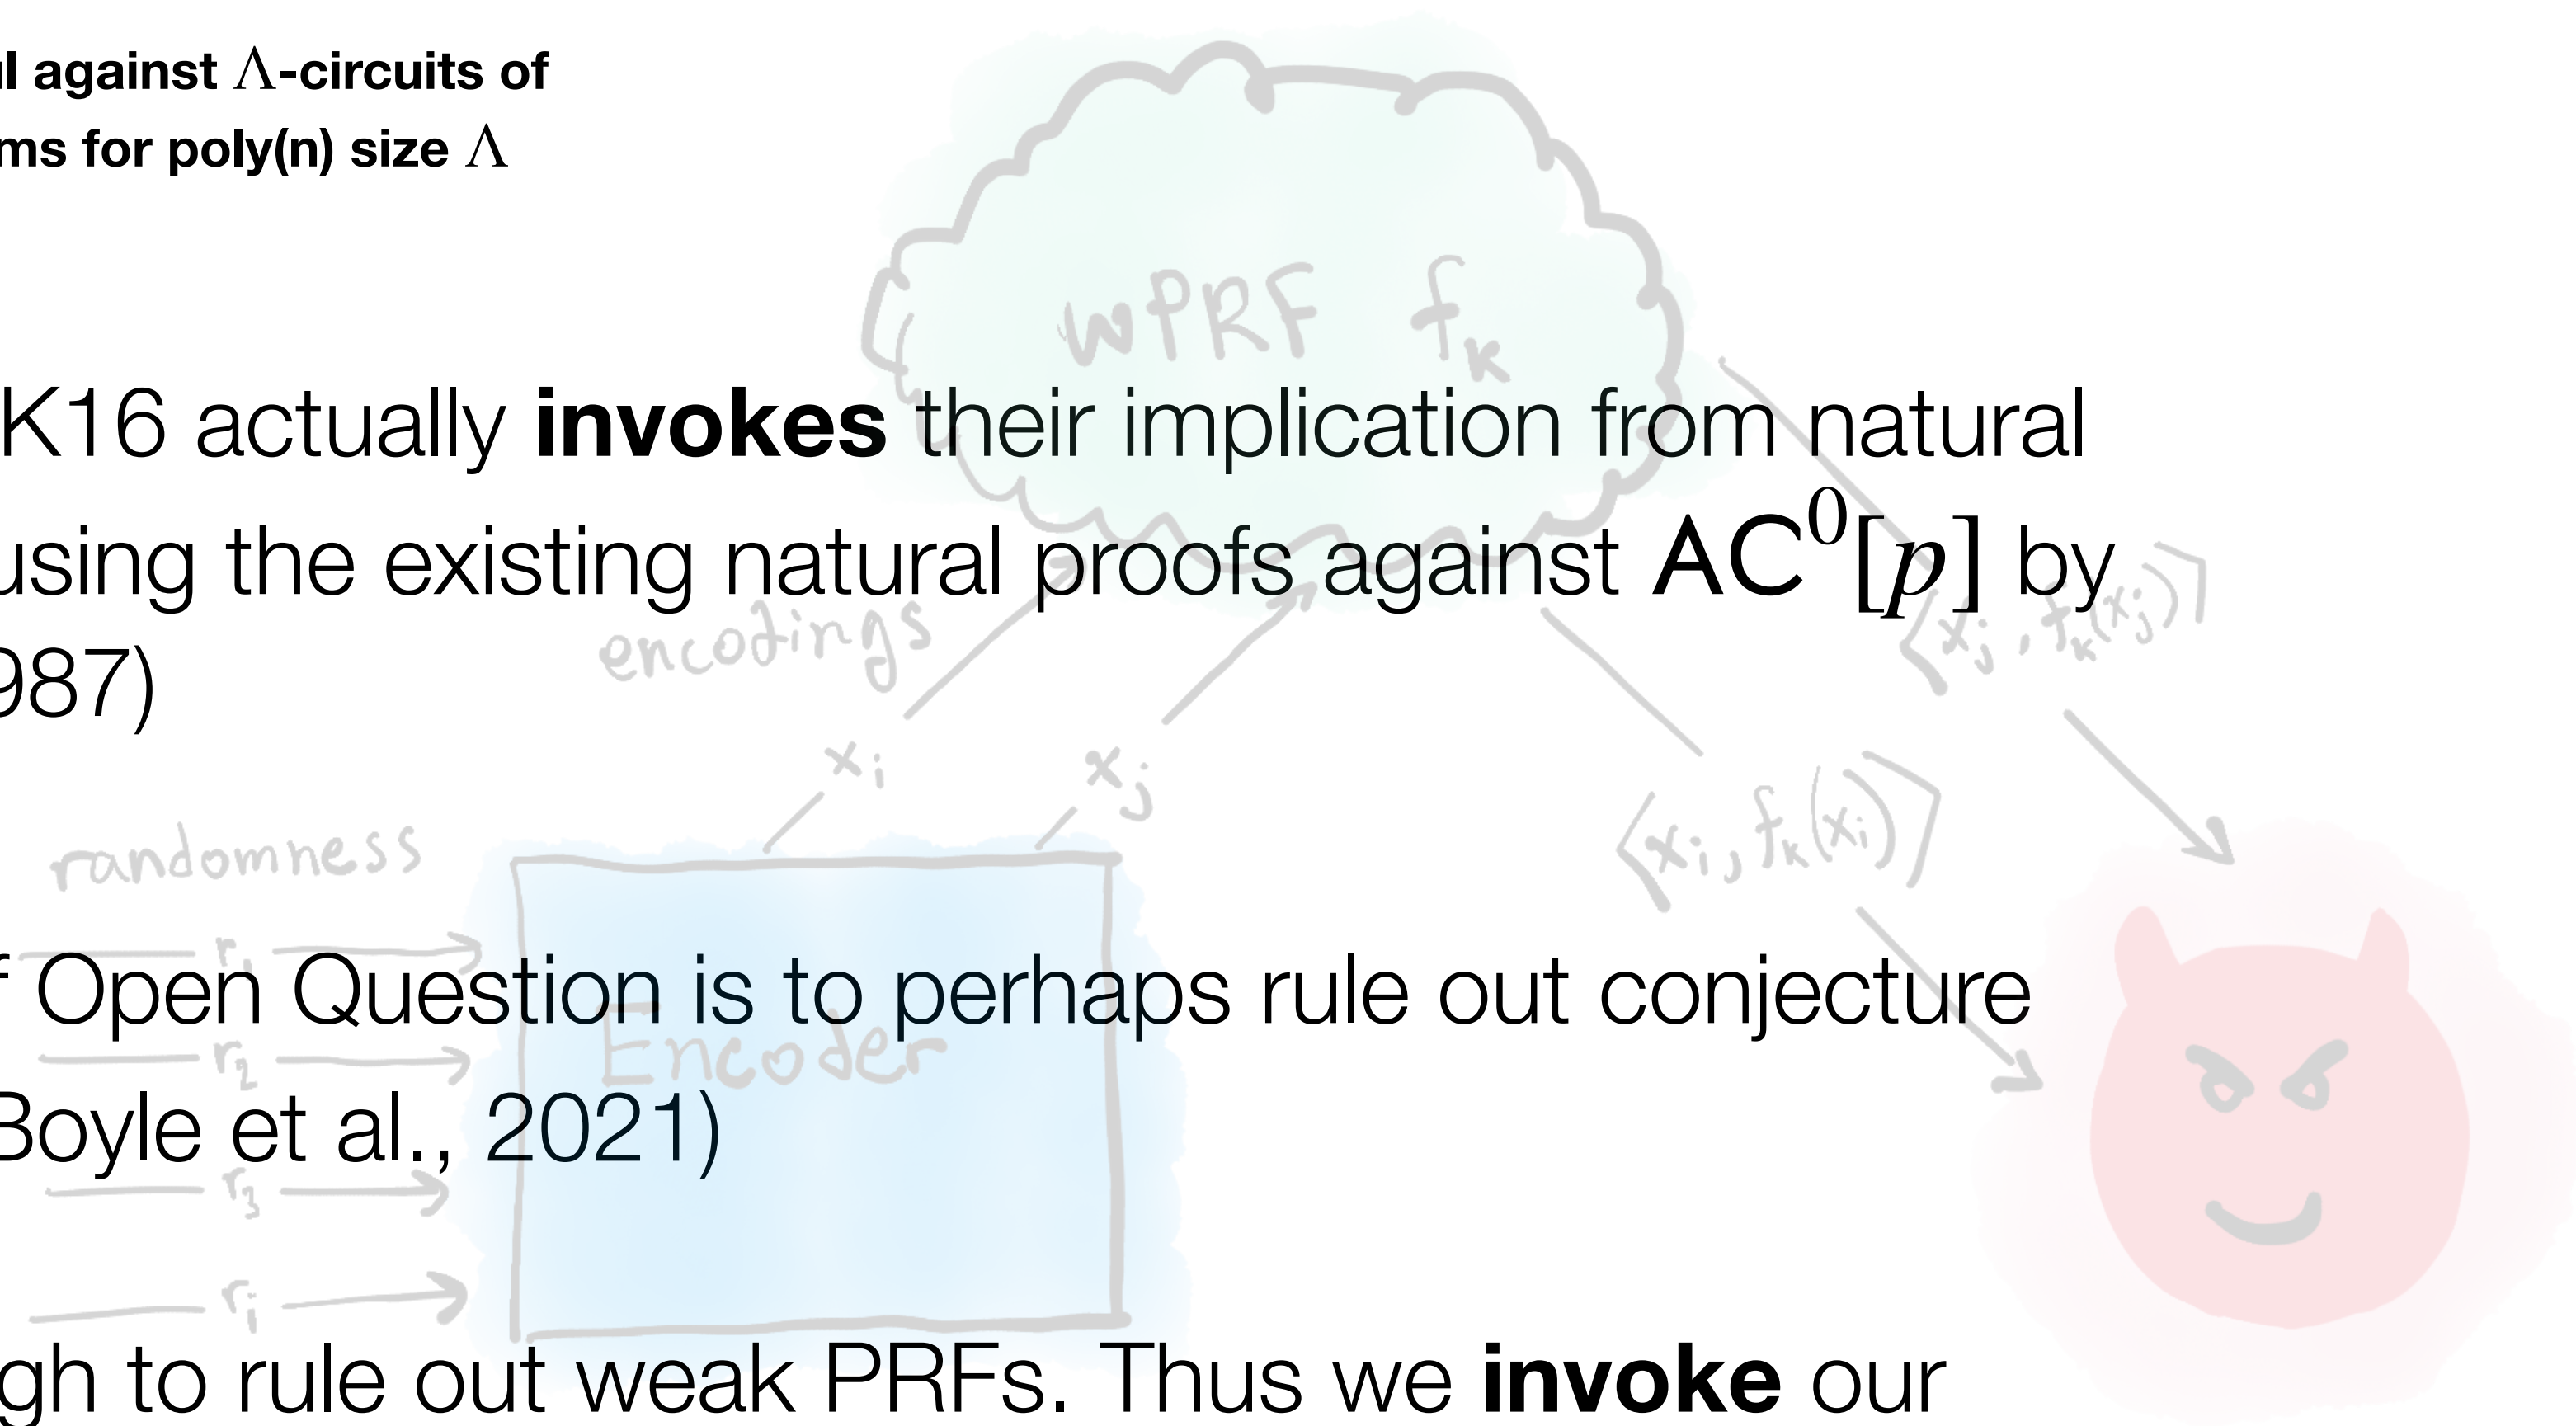 l against Λ-circuits of
ms for poly(n) size Λ
wPRF f_k
K16 actually invokes their implication from natural
using the existing natural proofs against AC⁰[p] by
encodings
⟨x_j, f_k(x_j)⟩
987)
x_i x_j
⟨x_i, f_k(x_i)⟩
randomness
r_1
f Open Question is to perhaps rule out conjecture
Encoder
r_2
Boyle et al., 2021)
r_3
r_i
gh to rule out weak PRFs. Thus we invoke our